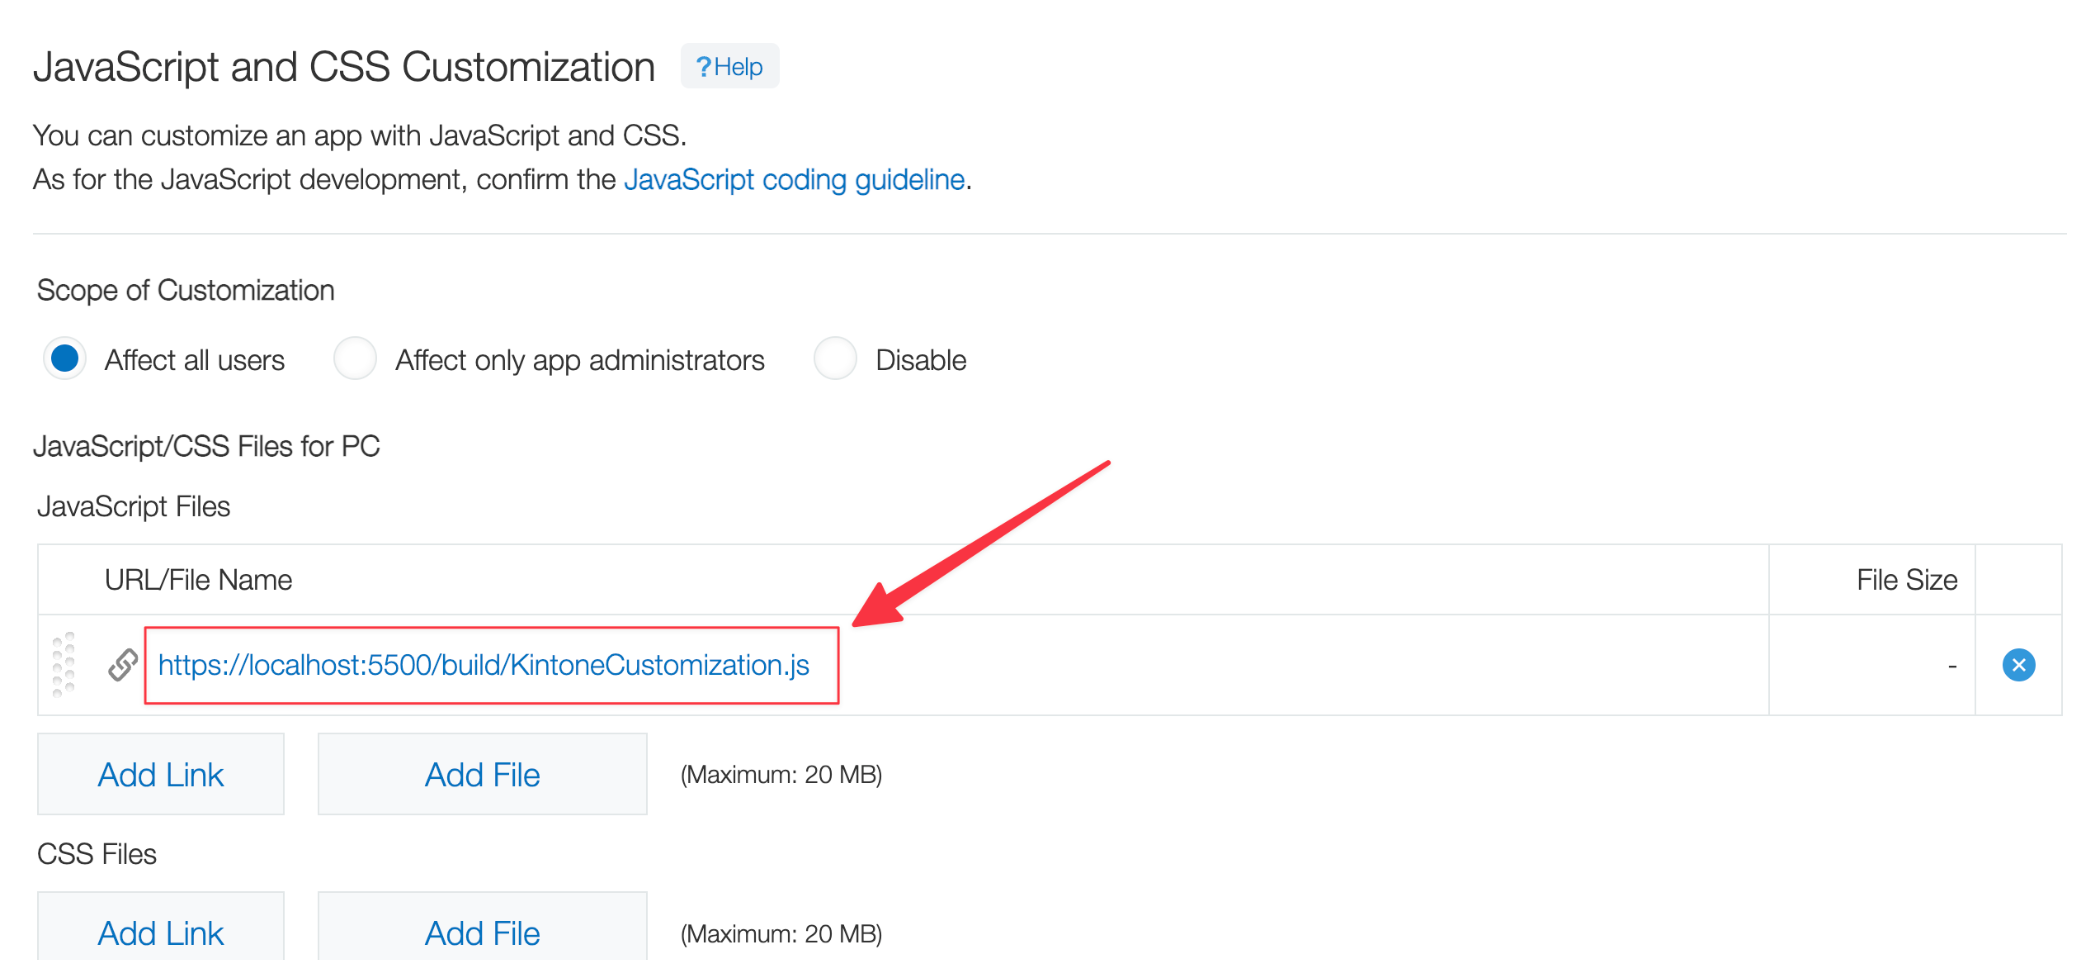 JavaScript and CSS Customization ?Help
You can customize an app with JavaScript and CSS.
As for the JavaScript development, confirm the JavaScript coding guideline.
Scope of Customization
Affect all users Affect only app administrators Disable
JavaScript/CSS Files for PC
JavaScript Files
URL/File Name File Size
https://localhost:5500/build/KintoneCustomization.js -
Add Link Add File (Maximum: 20 MB)
CSS Files
Add Link Add File (Maximum: 20 MB)